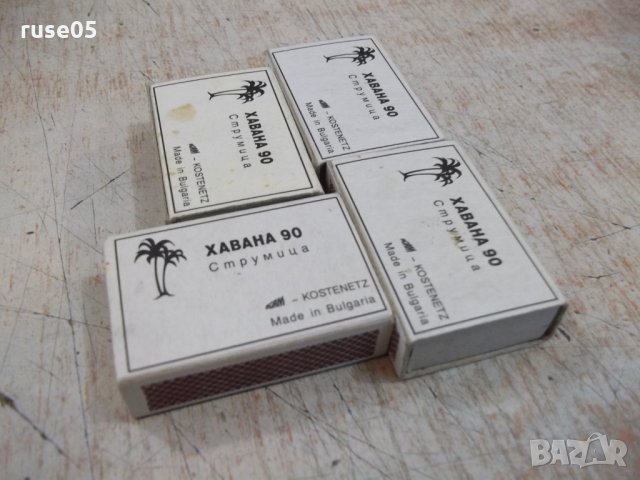 ruse05
ХАВАНА 90
Струмица
- KOSTENETZ
Made in Bulgaria
ХАВАНА 90
Струмица
- KOSTENETZ
Made in Bulgaria
ХАВАНА 90
Струмица
- KOSTENETZ
Made in Bulgaria
ХАВАНА 90
Струмица
- KOSTENETZ
Made in Bulgaria
BAZAR